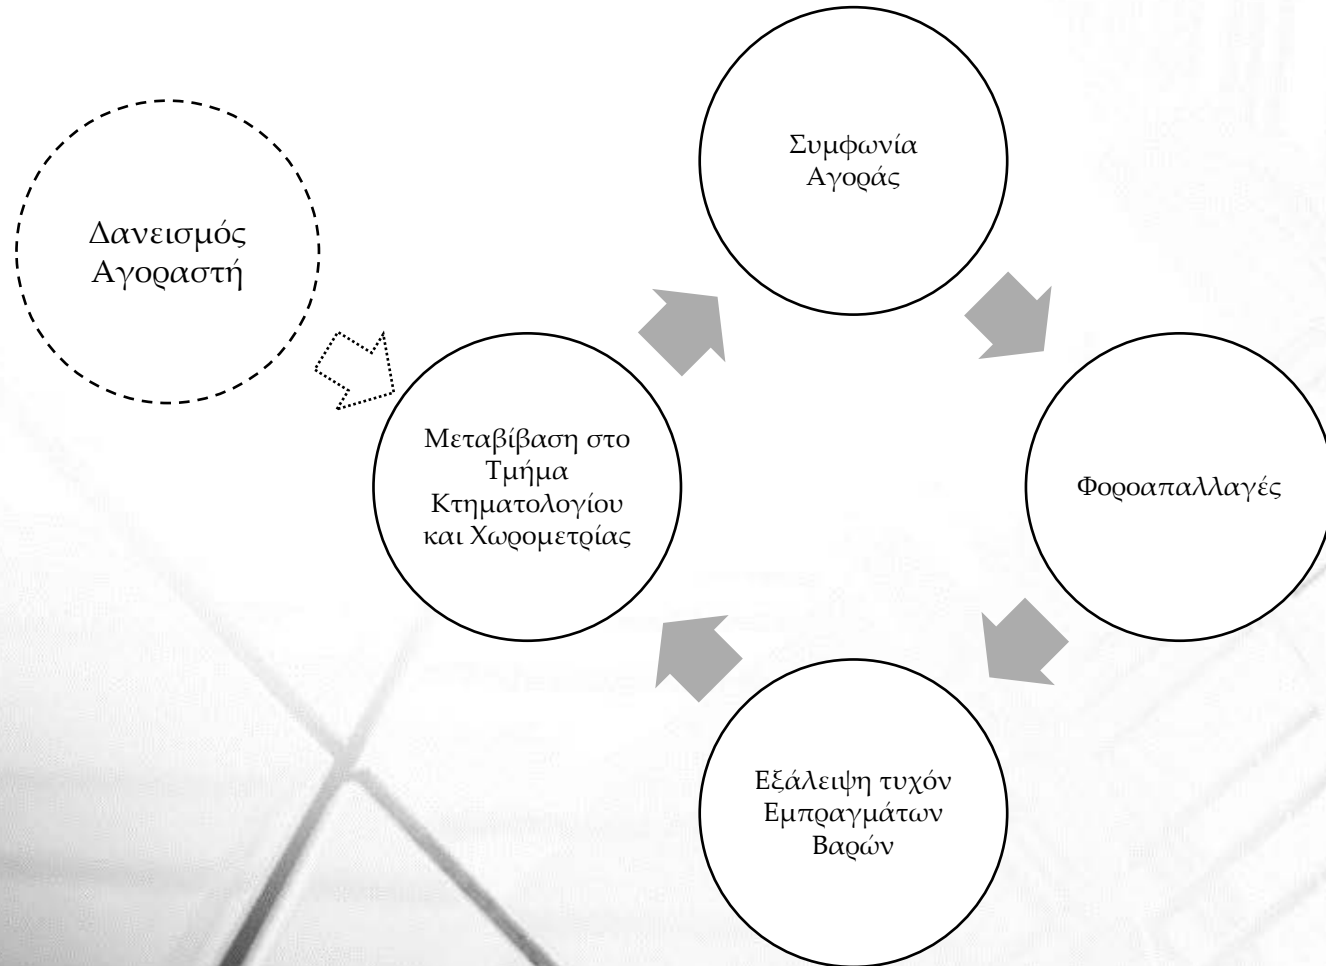 Συμφωνία
Αγοράς
Δανεισμός
Αγοραστή
Μεταβίβαση στο
Τμήμα
Κτηματολογίου
και Χωρομετρίας
Φοροαπαλλαγές
Εξάλειψη τυχόν
Εμπραγμάτων
Βαρών